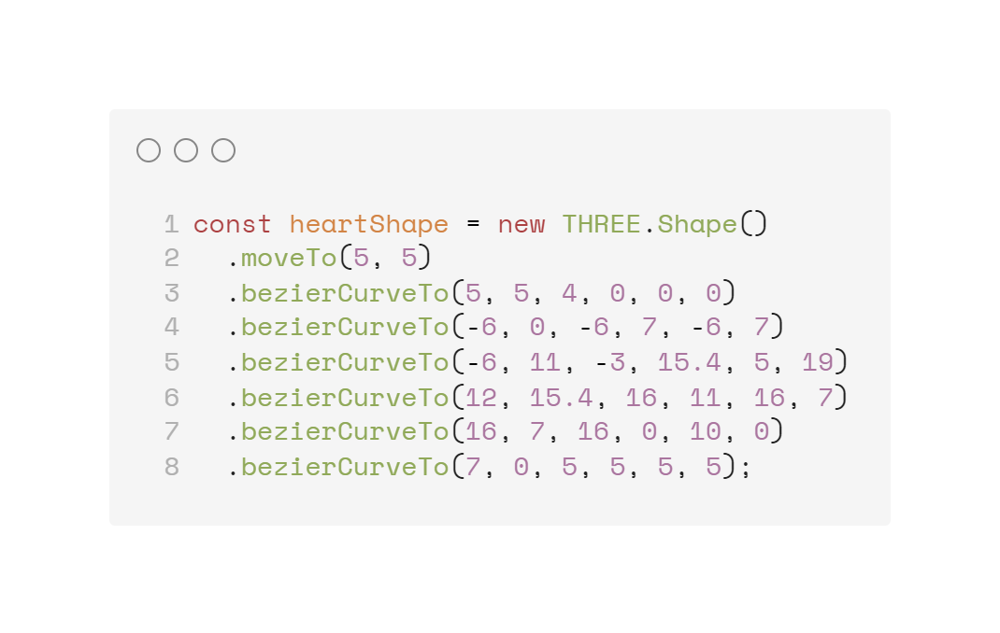 1 const heartShape = new THREE.Shape()
2   .moveTo(5, 5)
3   .bezierCurveTo(5, 5, 4, 0, 0, 0)
4   .bezierCurveTo(-6, 0, -6, 7, -6, 7)
5   .bezierCurveTo(-6, 11, -3, 15.4, 5, 19)
6   .bezierCurveTo(12, 15.4, 16, 11, 16, 7)
7   .bezierCurveTo(16, 7, 16, 0, 10, 0)
8   .bezierCurveTo(7, 0, 5, 5, 5, 5);